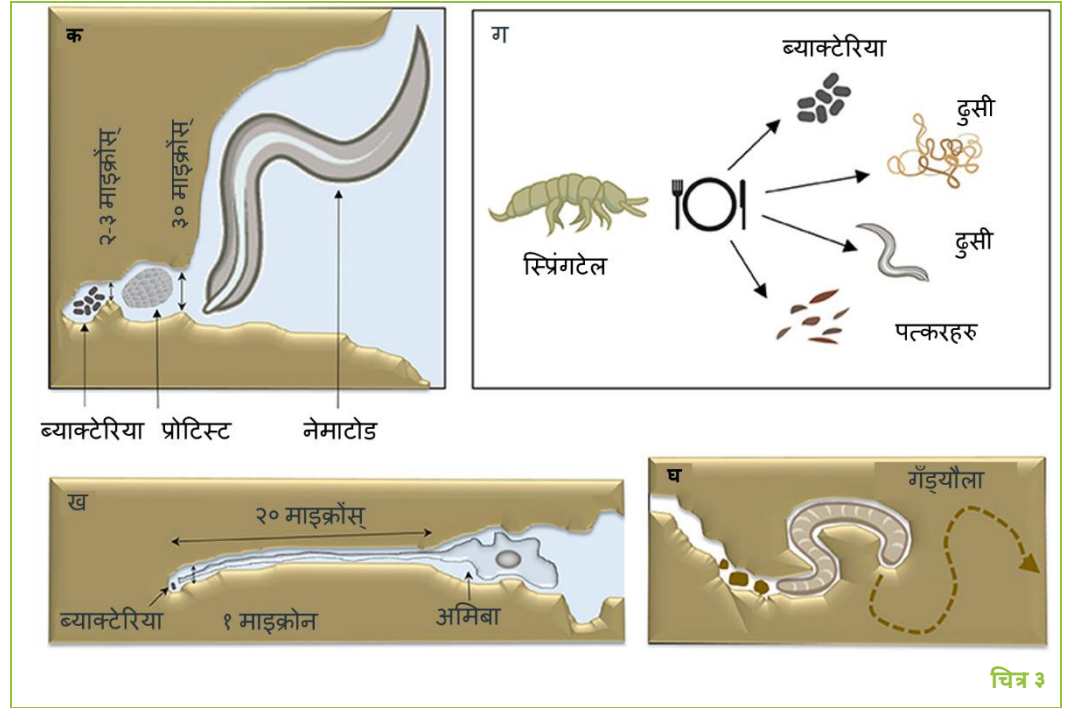 क
२-३ माइक्रोंस्
३० माइक्रोंस्
ब्याक्टेरिया
प्रोटिस्ट
नेमाटोड
ग
ब्याक्टेरिया
ढुसी
स्प्रिंगटेल
ढुसी
पत्करहरु
ख
२० माइक्रोंस्
ब्याक्टेरिया
१ माइक्रोन
अमिबा
घ
गँड्यौला
चित्र ३